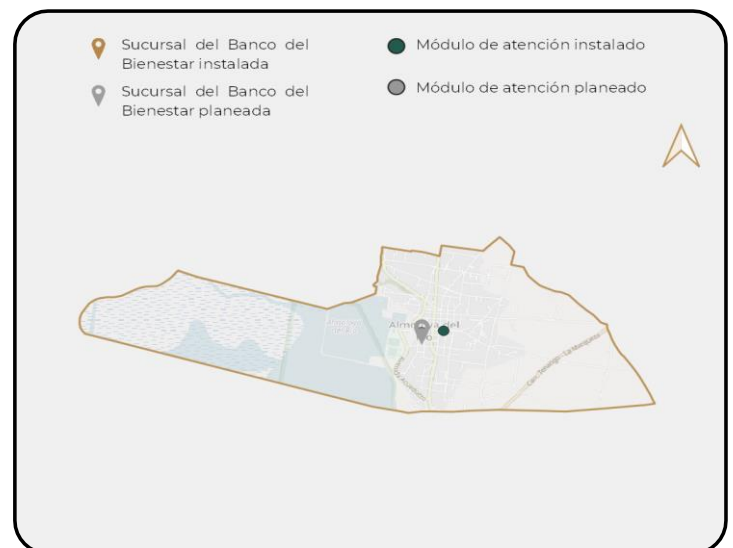 Sucursal del Banco del
Bienestar instalada
Módulo de atención instalado
Sucursal del Banco del
Bienestar planeada
Módulo de atención planeado
del